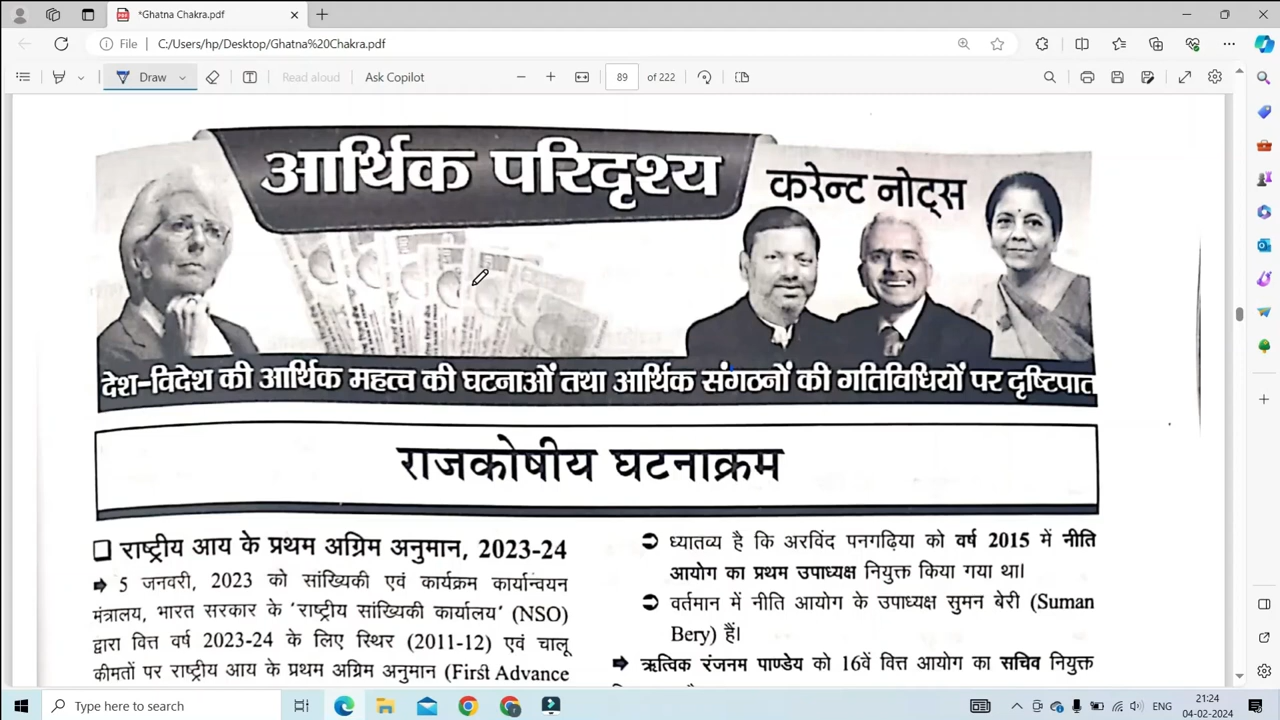 *Ghatna Chakra.pdf
File
C:/Users/hp/Desktop/Ghatna%20Chakra.pdf
Draw
Read aloud
Ask Copilot
89
of 222
आर्थिक परिदृश्य
करेन्ट नोट्स
देश-विदेश की आर्थिक महत्व की घटनाओं तथा आर्थिक संगठनों की गतिविधियों पर दृष्टिपात
राजकोषीय घटनाक्रम
❑ राष्ट्रीय आय के प्रथम अग्रिम अनुमान, 2023-24
5 जनवरी, 2023 को सांख्यिकी एवं कार्यक्रम कार्यान्वयन
मंत्रालय, भारत सरकार के 'राष्ट्रीय सांख्यिकी कार्यालय' (NSO)
द्वारा वित्त वर्ष 2023-24 के लिए स्थिर (2011-12) एवं चालू
कीमतों पर राष्ट्रीय आय के प्रथम अग्रिम अनुमान (First Advance
ध्यातव्य है कि अरविंद पनगढ़िया को वर्ष 2015 में नीति
आयोग का प्रथम उपाध्यक्ष नियुक्त किया गया था।
वर्तमान में नीति आयोग के उपाध्यक्ष सुमन बेरी (Suman
Bery) हैं।
ऋत्विक रंजनम पाण्डेय को 16वें वित्त आयोग का सचिव नियुक्त
Type here to search
ENG
21:24
04-02-2024